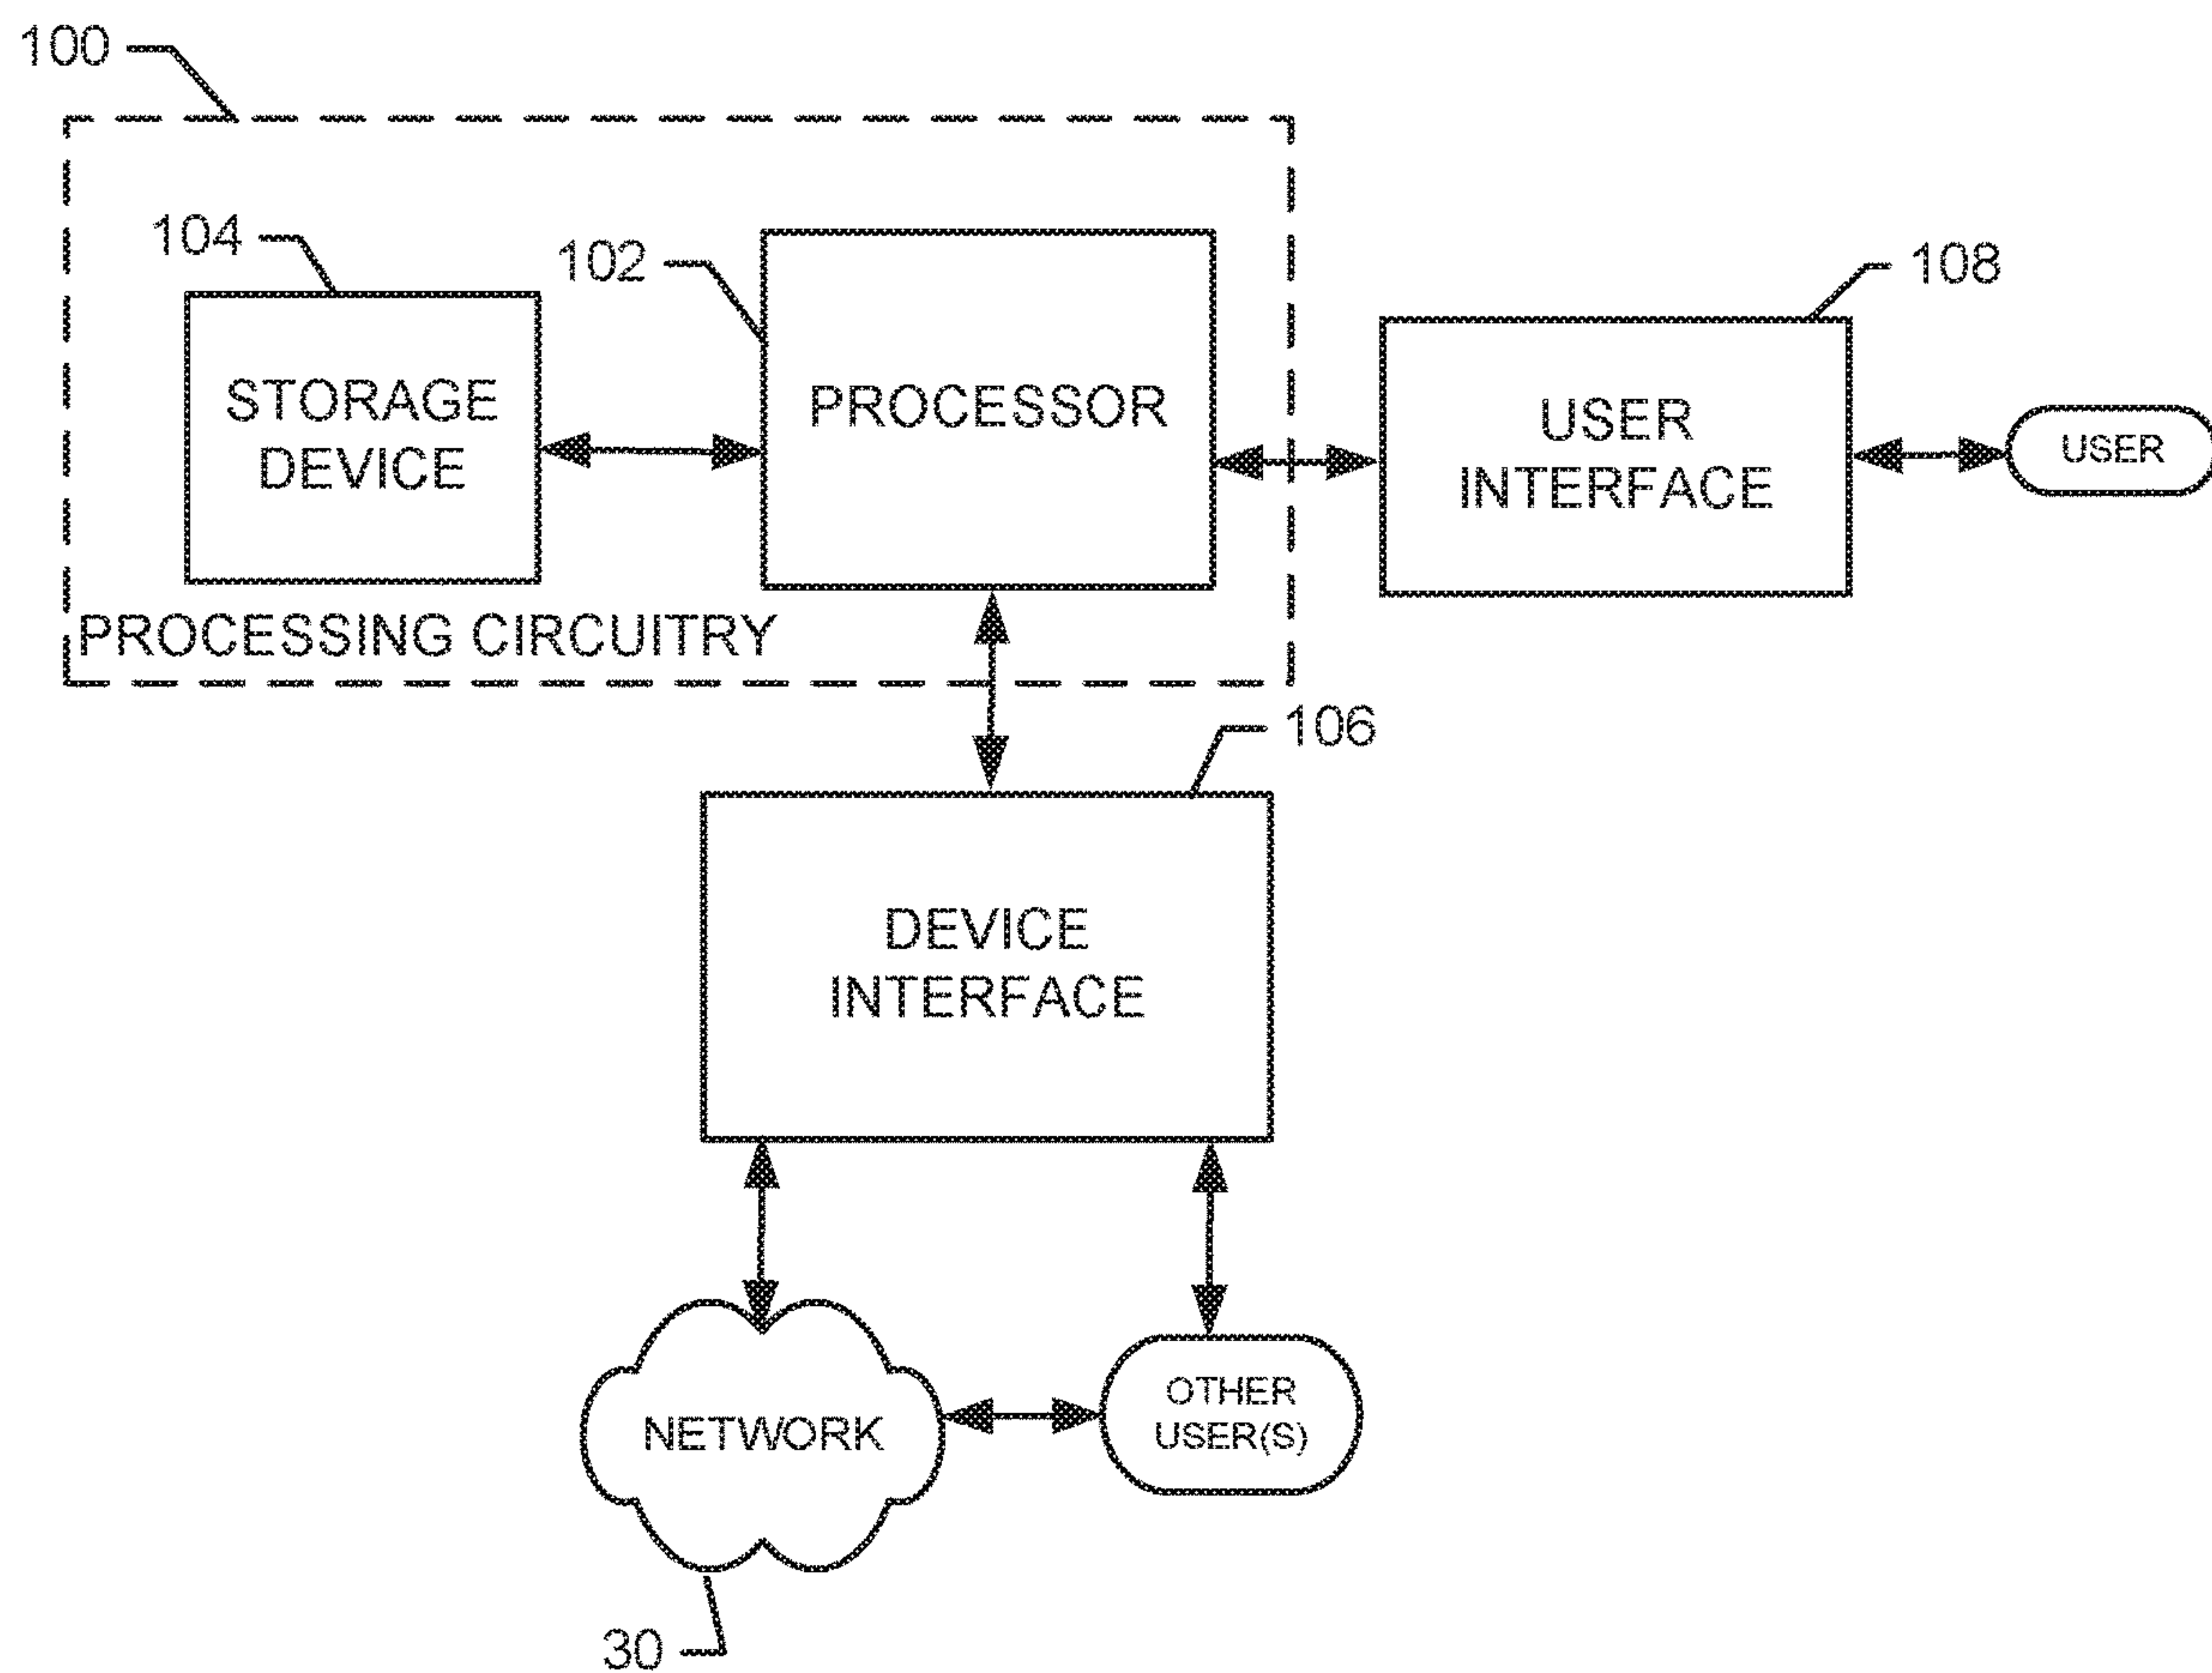 100
104
102
108
STORAGE
DEVICE
PROCESSOR
USER
INTERFACE
USER
PROCESSING CIRCUITRY
106
DEVICE
INTERFACE
NETWORK
OTHER
USER(S)
30